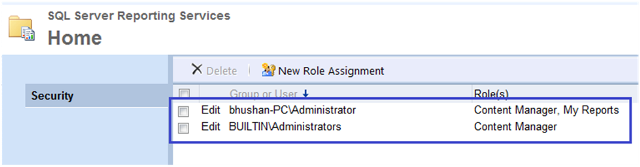 SQL Server Reporting Services
Home
Delete New Role Assignment
Security
Group or User Role(s)
Edit bhushan-PC\Administrator Content Manager, My Reports
Edit BUILTIN\Administrators Content Manager